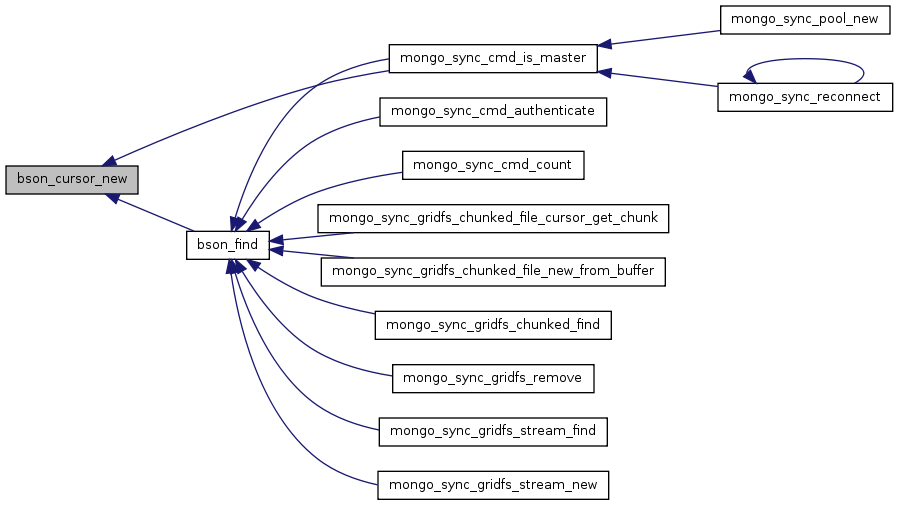 mongo_sync_pool_new
mongo_sync_cmd_is_master
mongo_sync_reconnect
mongo_sync_cmd_authenticate
mongo_sync_cmd_count
bson_cursor_new
mongo_sync_gridfs_chunked_file_cursor_get_chunk
bson_find
mongo_sync_gridfs_chunked_file_new_from_buffer
mongo_sync_gridfs_chunked_find
mongo_sync_gridfs_remove
mongo_sync_gridfs_stream_find
mongo_sync_gridfs_stream_new